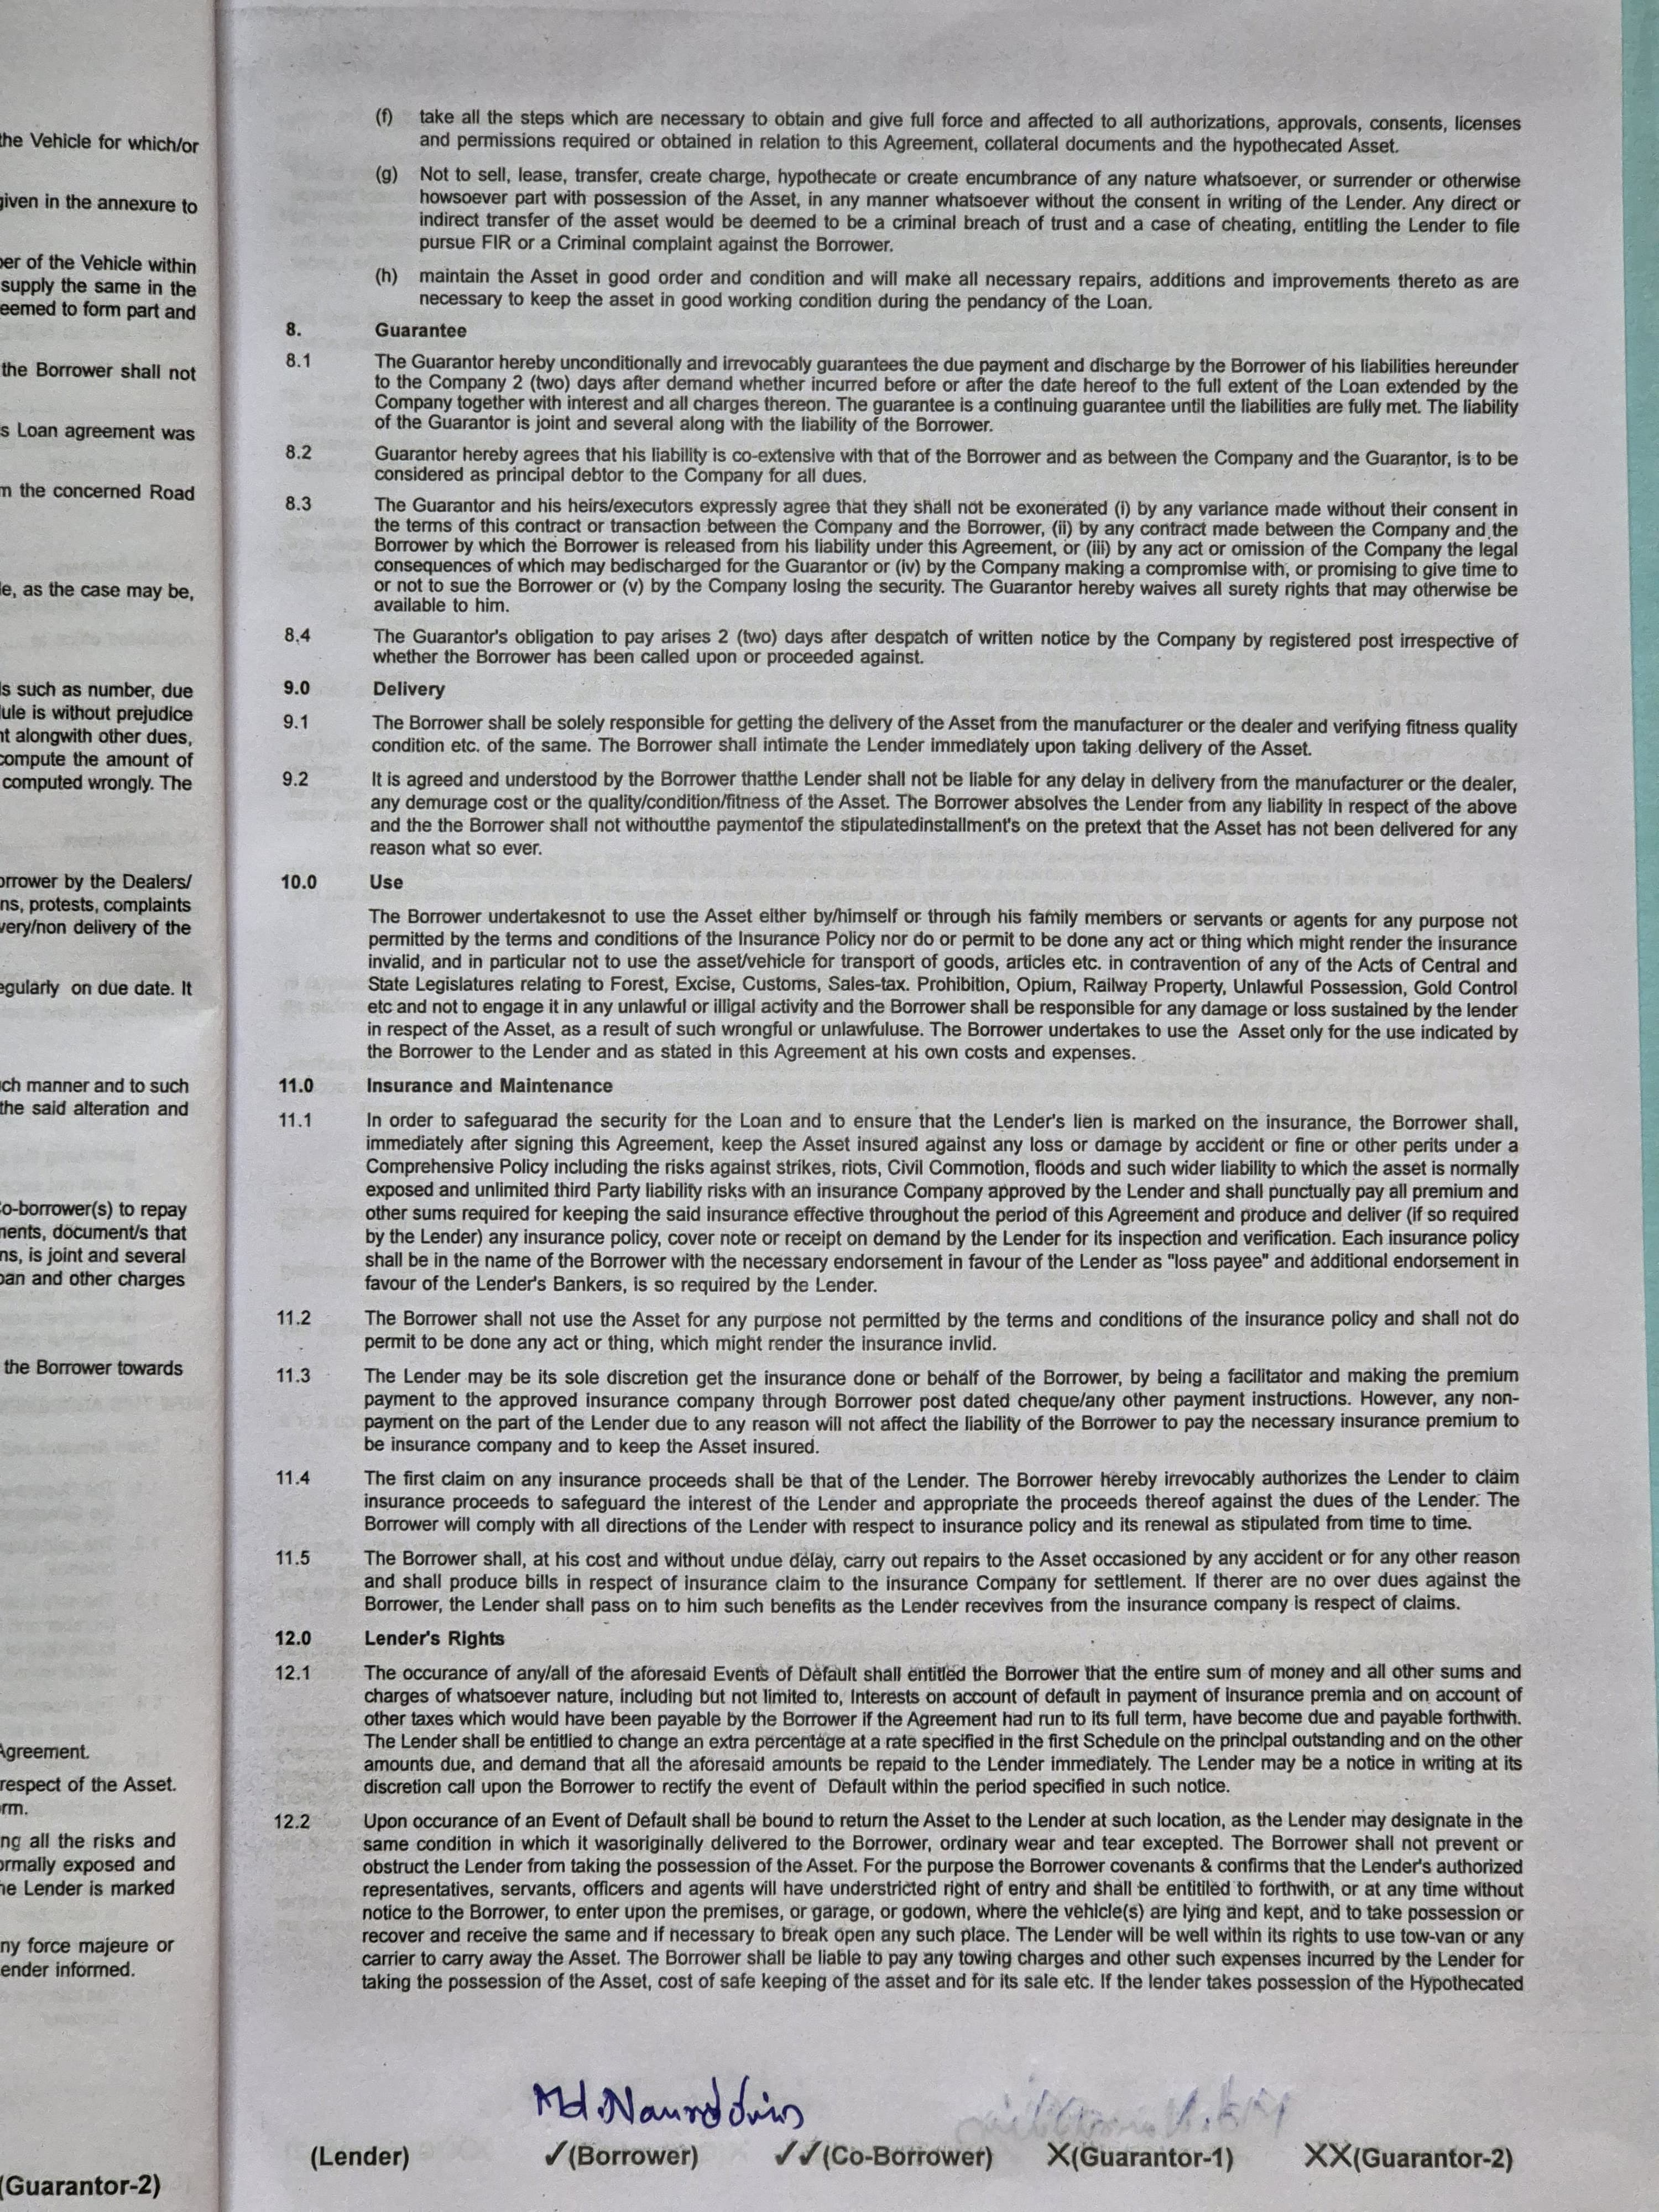 the Vehicle for which/or
given in the annexure to
ber of the Vehicle within
supply the same in the
eemed to form part and
the Borrower shall not
s Loan agreement was
m the concerned Road
le, as the case may be,
ls such as number, due
lule is without prejudice
nt alongwith other dues,
compute the amount of
computed wrongly. The
orrower by the Dealers/
ns, protests, complaints
very/non delivery of the
egularly on due date. It
uch manner and to such
the said alteration and
Co-borrower(s) to repay
ments, document/s that
ns, is joint and several
oan and other charges
the Borrower towards
Agreement.
respect of the Asset.
orm.
ng all the risks and
ormally exposed and
he Lender is marked
ny force majeure or
ender informed.
(Guarantor-2)
(f) take all the steps which are necessary to obtain and give full force and affected to all authorizations, approvals, consents, licenses
and permissions required or obtained in relation to this Agreement, collateral documents and the hypothecated Asset.
(g) Not to sell, lease, transfer, create charge, hypothecate or create encumbrance of any nature whatsoever, or surrender or otherwise
howsoever part with possession of the Asset, in any manner whatsoever without the consent in writing of the Lender. Any direct or
indirect transfer of the asset would be deemed to be a criminal breach of trust and a case of cheating, entitling the Lender to file
pursue FIR or a Criminal complaint against the Borrower.
(h) maintain the Asset in good order and condition and will make all necessary repairs, additions and improvements thereto as are
necessary to keep the asset in good working condition during the pendancy of the Loan.
8. Guarantee
8.1 The Guarantor hereby unconditionally and irrevocably guarantees the due payment and discharge by the Borrower of his liabilities hereunder
to the Company 2 (two) days after demand whether incurred before or after the date hereof to the full extent of the Loan extended by the
Company together with interest and all charges thereon. The guarantee is a continuing guarantee until the liabilities are fully met. The liability
of the Guarantor is joint and several along with the liability of the Borrower.
8.2 Guarantor hereby agrees that his liability is co-extensive with that of the Borrower and as between the Company and the Guarantor, is to be
considered as principal debtor to the Company for all dues.
8.3 The Guarantor and his heirs/executors expressly agree that they shall not be exonerated (i) by any variance made without their consent in
the terms of this contract or transaction between the Company and the Borrower, (ii) by any contract made between the Company and the
Borrower by which the Borrower is released from his liability under this Agreement, or (iii) by any act or omission of the Company the legal
consequences of which may bedischarged for the Guarantor or (iv) by the Company making a compromise with, or promising to give time to
or not to sue the Borrower or (v) by the Company losing the security. The Guarantor hereby waives all surety rights that may otherwise be
available to him.
8.4 The Guarantor's obligation to pay arises 2 (two) days after despatch of written notice by the Company by registered post irrespective of
whether the Borrower has been called upon or proceeded against.
9.0 Delivery
9.1 The Borrower shall be solely responsible for getting the delivery of the Asset from the manufacturer or the dealer and verifying fitness quality
condition etc. of the same. The Borrower shall intimate the Lender immediately upon taking delivery of the Asset.
9.2 It is agreed and understood by the Borrower thatthe Lender shall not be liable for any delay in delivery from the manufacturer or the dealer,
any demurage cost or the quality/condition/fitness of the Asset. The Borrower absolves the Lender from any liability In respect of the above
and the the Borrower shall not withoutthe paymentof the stipulatedinstallment's on the pretext that the Asset has not been delivered for any
reason what so ever.
10.0 Use
The Borrower undertakesnot to use the Asset either by/himself or through his family members or servants or agents for any purpose not
permitted by the terms and conditions of the Insurance Policy nor do or permit to be done any act or thing which might render the insurance
invalid, and in particular not to use the asset/vehicle for transport of goods, articles etc. in contravention of any of the Acts of Central and
State Legislatures relating to Forest, Excise, Customs, Sales-tax. Prohibition, Opium, Railway Property, Unlawful Possession, Gold Control
etc and not to engage it in any unlawful or illigal activity and the Borrower shall be responsible for any damage or loss sustained by the lender
in respect of the Asset, as a result of such wrongful or unlawfuluse. The Borrower undertakes to use the Asset only for the use indicated by
the Borrower to the Lender and as stated in this Agreement at his own costs and expenses.
11.0 Insurance and Maintenance
11.1 In order to safeguarad the security for the Loan and to ensure that the Lender's lien is marked on the insurance, the Borrower shall,
immediately after signing this Agreement, keep the Asset insured against any loss or damage by accident or fine or other perits under a
Comprehensive Policy including the risks against strikes, riots, Civil Commotion, floods and such wider liability to which the asset is normally
exposed and unlimited third Party liability risks with an insurance Company approved by the Lender and shall punctually pay all premium and
other sums required for keeping the said insurance effective throughout the period of this Agreement and produce and deliver (if so required
by the Lender) any insurance policy, cover note or receipt on demand by the Lender for its inspection and verification. Each insurance policy
shall be in the name of the Borrower with the necessary endorsement in favour of the Lender as "loss payee" and additional endorsement in
favour of the Lender's Bankers, is so required by the Lender.
11.2 The Borrower shall not use the Asset for any purpose not permitted by the terms and conditions of the insurance policy and shall not do
permit to be done any act or thing, which might render the insurance invlid.
11.3 The Lender may be its sole discretion get the insurance done or behalf of the Borrower, by being a facilitator and making the premium
payment to the approved insurance company through Borrower post dated cheque/any other payment instructions. However, any non-
payment on the part of the Lender due to any reason will not affect the liability of the Borrower to pay the necessary insurance premium to
be insurance company and to keep the Asset insured.
11.4 The first claim on any insurance proceeds shall be that of the Lender. The Borrower hereby irrevocably authorizes the Lender to claim
insurance proceeds to safeguard the interest of the Lender and appropriate the proceeds thereof against the dues of the Lender. The
Borrower will comply with all directions of the Lender with respect to insurance policy and its renewal as stipulated from time to time.
11.5 The Borrower shall, at his cost and without undue delay, carry out repairs to the Asset occasioned by any accident or for any other reason
and shall produce bills in respect of insurance claim to the insurance Company for settlement. If therer are no over dues against the
Borrower, the Lender shall pass on to him such benefits as the Lender recevives from the insurance company is respect of claims.
12.0 Lender's Rights
12.1 The occurance of any/all of the aforesaid Events of Default shall entitled the Borrower that the entire sum of money and all other sums and
charges of whatsoever nature, including but not limited to, Interests on account of default in payment of insurance premia and on account of
other taxes which would have been payable by the Borrower if the Agreement had run to its full term, have become due and payable forthwith.
The Lender shall be entitlied to change an extra percentage at a rate specified in the first Schedule on the principal outstanding and on the other
amounts due, and demand that all the aforesaid amounts be repaid to the Lender immediately. The Lender may be a notice in writing at its
discretion call upon the Borrower to rectify the event of Default within the period specified in such notice.
12.2 Upon occurance of an Event of Default shall be bound to return the Asset to the Lender at such location, as the Lender may designate in the
same condition in which it wasoriginally delivered to the Borrower, ordinary wear and tear excepted. The Borrower shall not prevent or
obstruct the Lender from taking the possession of the Asset. For the purpose the Borrower covenants & confirms that the Lender's authorized
representatives, servants, officers and agents will have understricted right of entry and shall be entitiled to forthwith, or at any time without
notice to the Borrower, to enter upon the premises, or garage, or godown, where the vehicle(s) are lying and kept, and to take possession or
recover and receive the same and if necessary to break open any such place. The Lender will be well within its rights to use tow-van or any
carrier to carry away the Asset. The Borrower shall be liable to pay any towing charges and other such expenses incurred by the Lender for
taking the possession of the Asset, cost of safe keeping of the asset and for its sale etc. If the lender takes possession of the Hypothecated
Md.
(Lender) ✓(Borrower) ✓✓(Co-Borrower) X(Guarantor-1) XX(Guarantor-2)